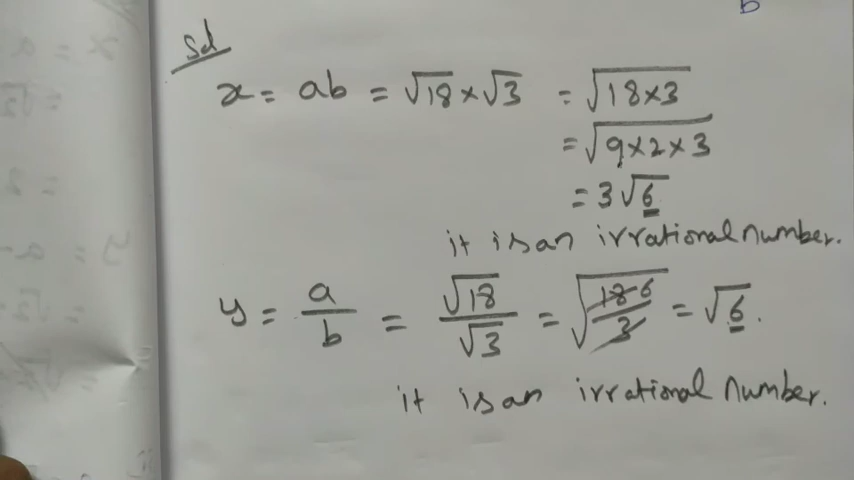 b
Sol
x = ab = √18 × √3 = √(18×3)
= √(9×2×3)
= 3√6
it is an irrational number.
y = a/b = √18/√3 = √(18 6/3) = √6.
it is an irrational number.